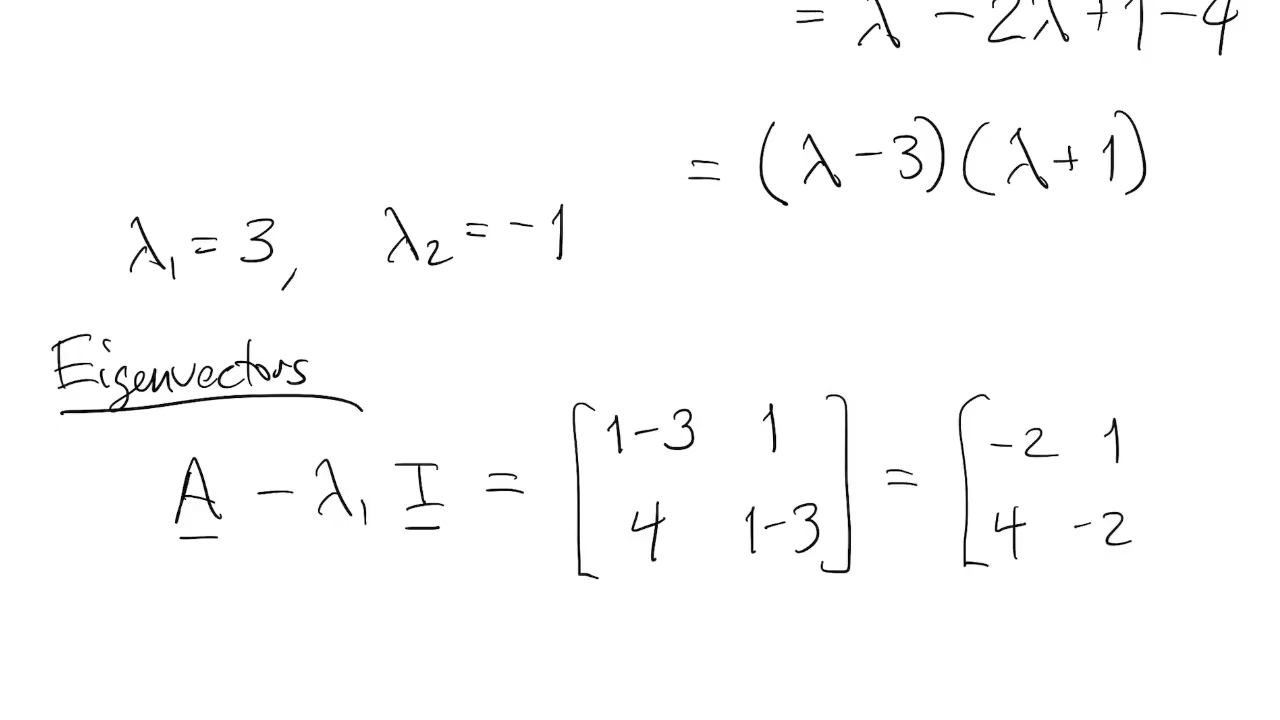 = λ - 2λ + 1 - 4
= (λ - 3)(λ + 1)
λ₁ = 3, λ₂ = -1
Eigenvectors
A - λ₁ I = [1-3 1 = [-2 1
4 1-3] 4 -2